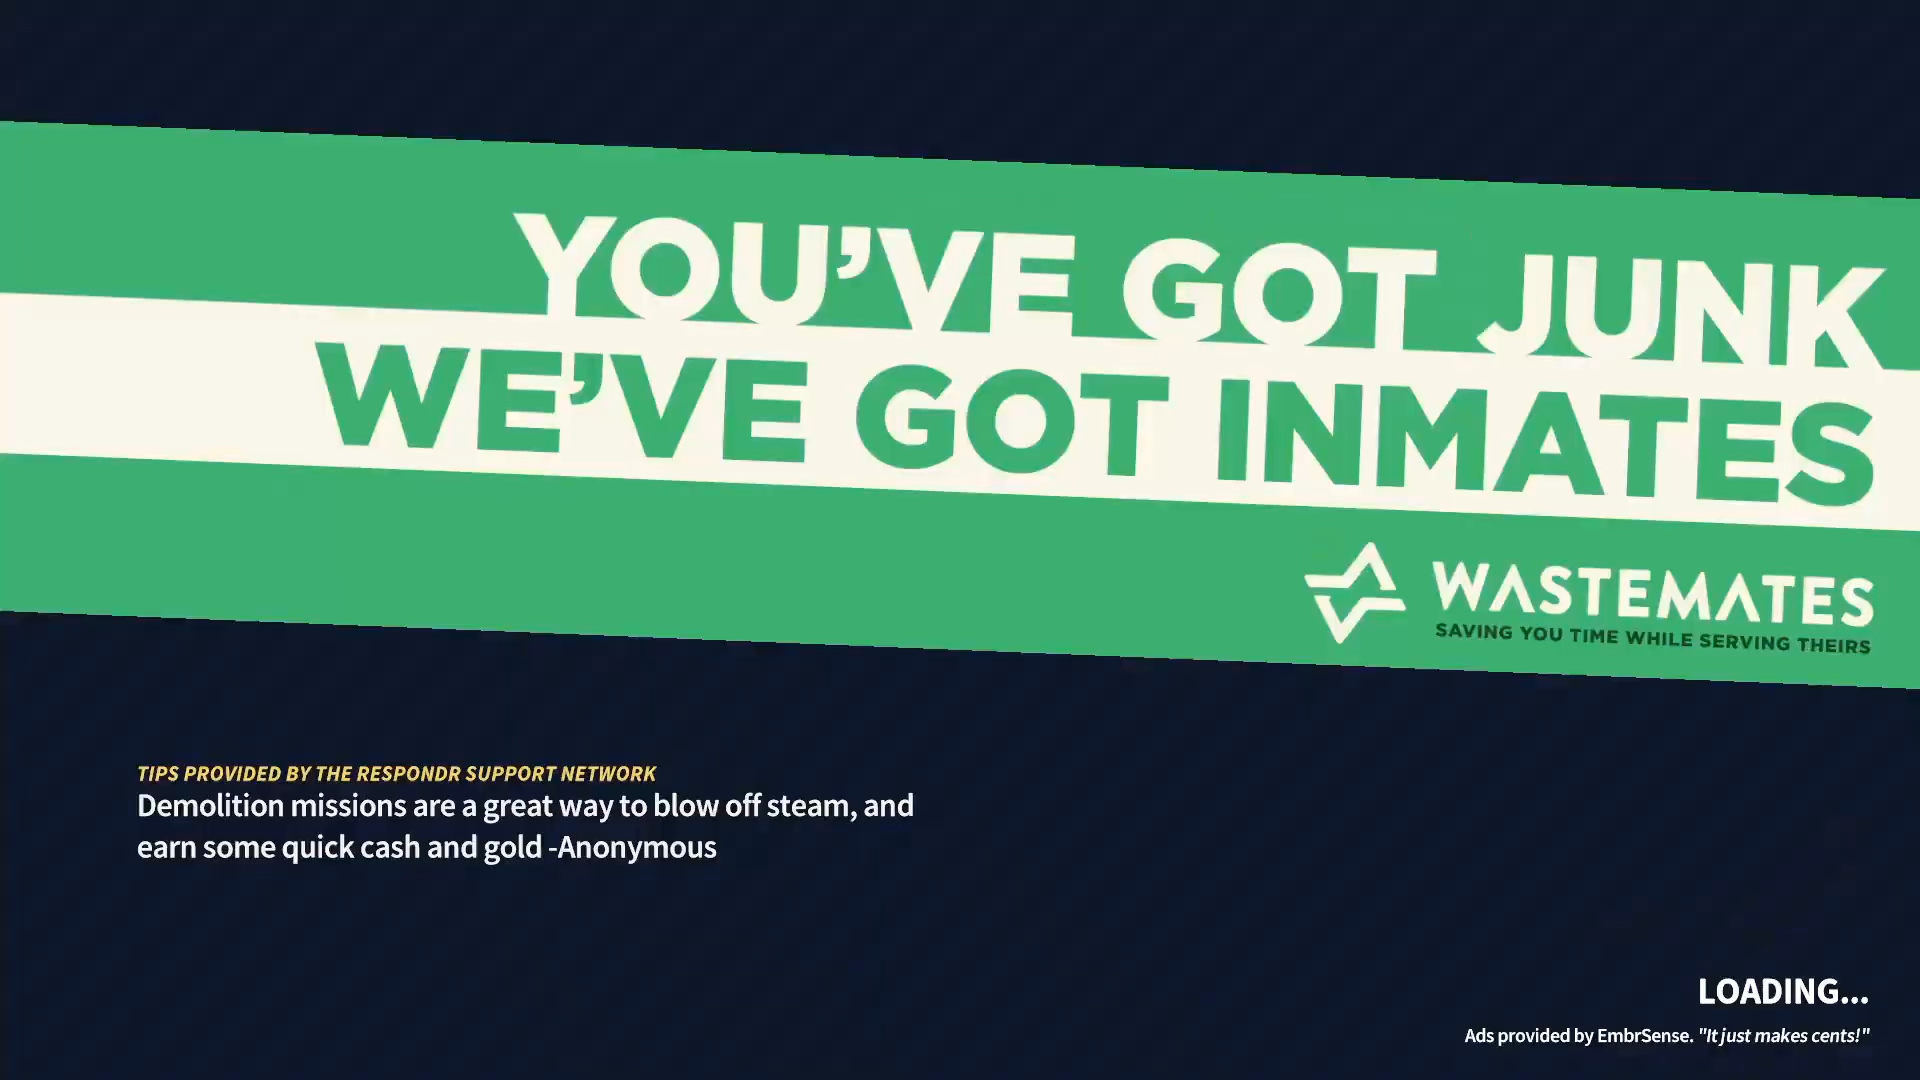 YOU'VE GOT JUNK
WE'VE GOT INMATES
WASTEMATES
SAVING YOU TIME WHILE SERVING THEIRS
TIPS PROVIDED BY THE RESPONDR SUPPORT NETWORK
Demolition missions are a great way to blow off steam, and
earn some quick cash and gold -Anonymous
LOADING...
Ads provided by EmbrSense. "It just makes cents!"